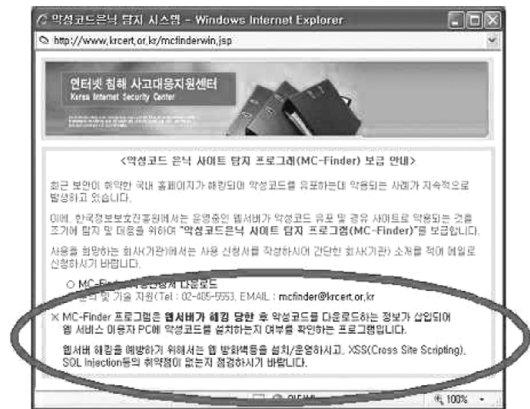 악성코드은닉 탐지 시스템 - Windows Internet Explorer
http://www.krcert.or.kr/mcfinderwin.jsp
인터넷 침해 사고대응지원센터
Korea Internet Security Center
<악성코드 은닉 사이트 탐지 프로그래(MC-Finder) 보급 안내>
최근 보안이 취약한 국내 홈페이지가 해킹되어 악성코드를 유포하는데 악용되는 사례가 지속적으로
발생하고 있습니다.
이에, 한국정보보호진흥원에서는 운영중인 웹서버가 악성코드 유포 및 경유 사이트로 악용되는 것을
조기에 탐지 및 대응을 위하여 "악성코드 은닉사이트 탐지 프로그램(MC-Finder)"를 보급합니다.
사용을 희망하는 회사(기관)에서는 사용 신청서를 작성하시어 간단한 회사(기관) 소개를 적어 메일로
신청하시기 바랍니다.
○ MC-Finder 다운로드
문의 및 기술 지원(Tel : 02-405-5553, EMAIL : mcfinder@krcert.or.kr
※ MC-Finder 프로그램은 웹서버가 해킹 당한 후 악성코드를 다운로드하는 정보가 삽입되어
웹 서비스 이용자 PC에 악성코드를 설치하는지 여부를 확인하는 프로그램입니다.
웹서버 해킹을 예방하기 위해서는 웹 방화벽등을 설치/운영하시고, XSS(Cross Site Scripting),
SQL Injection등의 취약점이 없는지 점검하시기 바랍니다.
100%